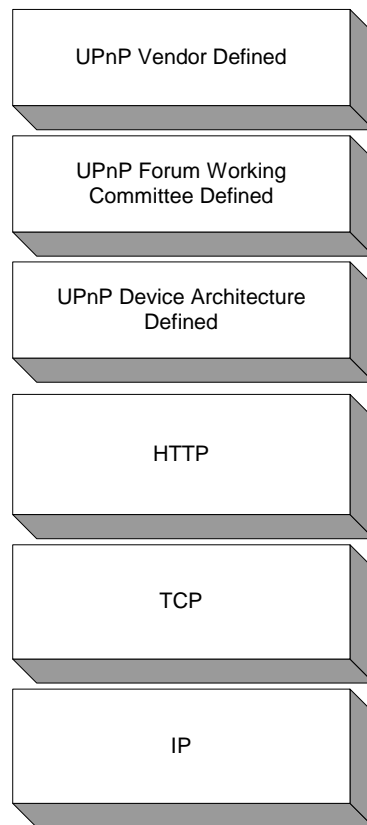 UPnP Vendor Defined
UPnP Forum Working
Committee Defined
UPnP Device Architecture
Defined
HTTP
TCP
IP